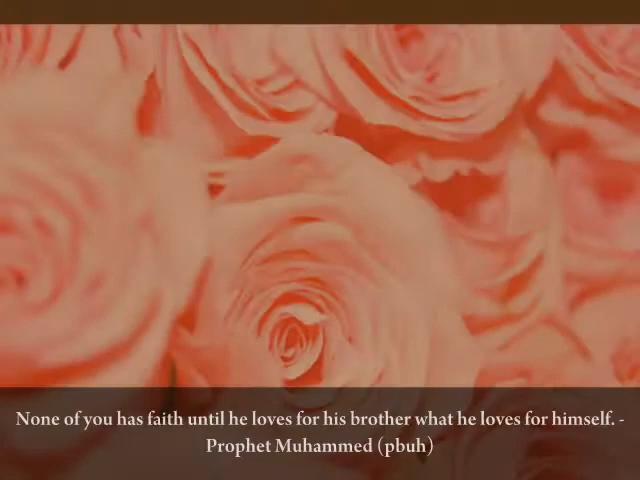 None of you has faith until he loves for his brother what he loves for himself. -
Prophet Muhammed (pbuh)